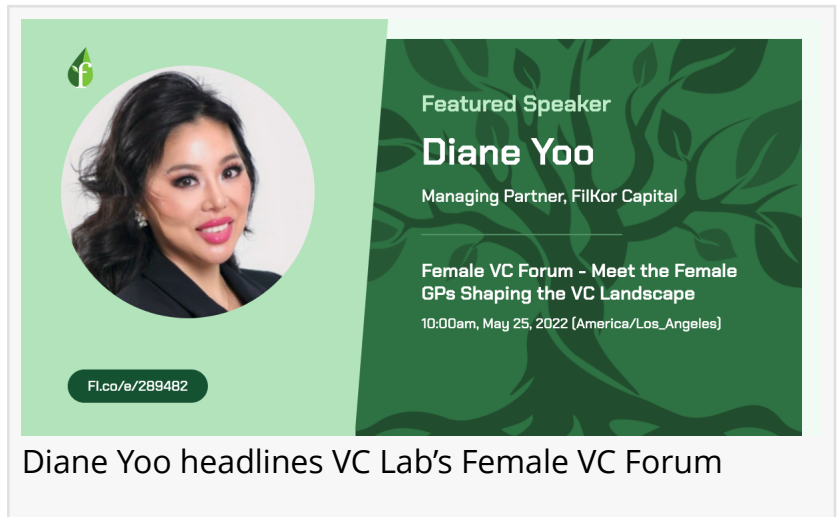 f
Featured Speaker
Diane Yoo
Managing Partner, FilKor Capital
Female VC Forum - Meet the Female
GPs Shaping the VC Landscape
10:00am, May 25, 2022 (America/Los_Angeles)
FI.co/e/289482
Diane Yoo headlines VC Lab’s Female VC Forum